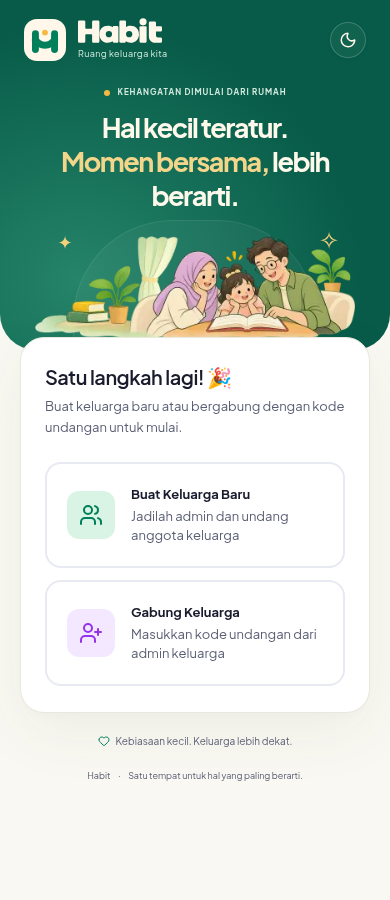 Habit
Ruang keluarga kita
KEHANGATAN DIMULAI DARI RUMAH
Hal kecil teratur.
Momen bersama, lebih
berarti.
Satu langkah lagi! 🎉
Buat keluarga baru atau bergabung dengan kode
undangan untuk mulai.
Buat Keluarga Baru
Jadilah admin dan undang
anggota keluarga
Gabung Keluarga
Masukkan kode undangan dari
admin keluarga
Kebiasaan kecil. Keluarga lebih dekat.
Habit · Satu tempat untuk hal yang paling berarti.